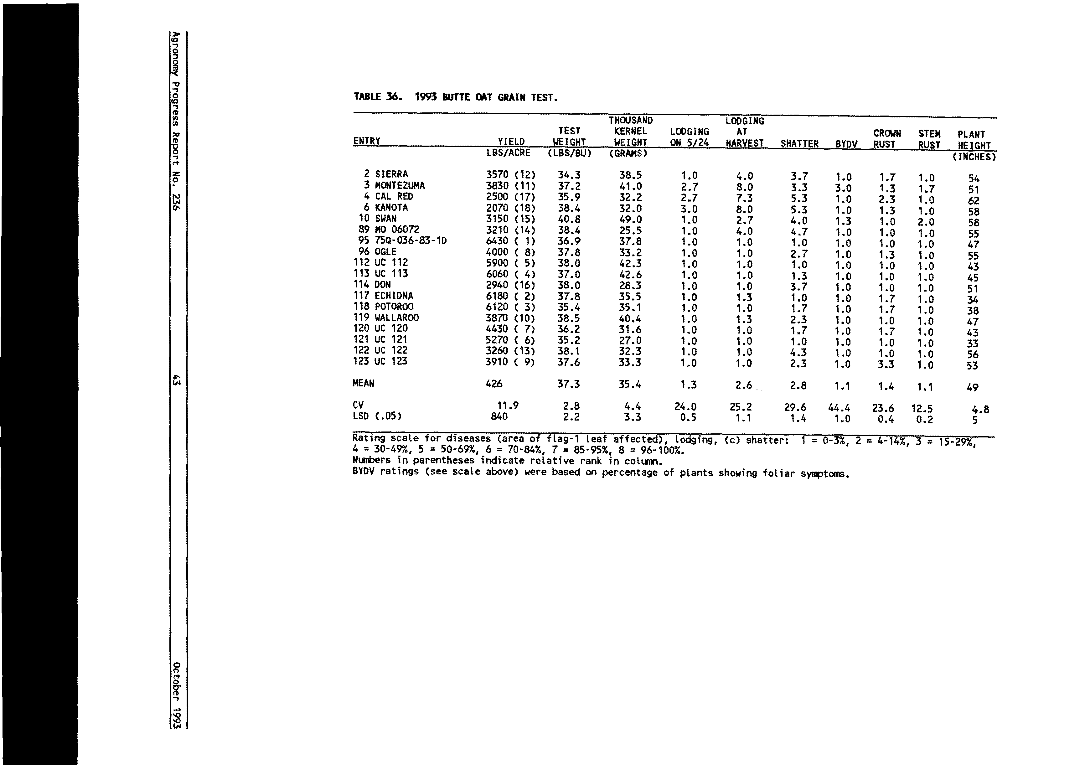 Agronomy Progress Report No. 236
43
October 1993
TABLE 36. 1993 BUTTE OAT GRAIN TEST.
THOUSAND LODGING
TEST KERNEL LODGING AT CROWN STEM PLANT
ENTRY YIELD WEIGHT WEIGHT ON 5/24 HARVEST SHATTER BYDV RUST RUST HEIGHT
LBS/ACRE (LBS/BU) (GRAMS) (INCHES)
2 SIERRA 3570 (12) 34.3 38.5 1.0 4.0 3.7 1.0 1.7 1.0 54
3 MONTEZUMA 3830 (11) 37.2 41.0 2.7 8.0 3.3 3.0 1.3 1.7 51
4 CAL RED 2500 (17) 35.9 32.2 2.7 7.3 5.3 1.0 2.3 1.0 62
6 KANOTA 2070 (18) 38.4 32.0 3.0 8.0 5.3 1.0 1.3 1.0 58
10 SWAN 3150 (15) 40.8 49.0 1.0 2.7 4.0 1.3 1.0 2.0 58
89 MO 06072 3210 (14) 38.4 25.5 1.0 4.0 4.7 1.0 1.0 1.0 55
95 75Q-036-83-1D 6430 ( 1) 36.9 37.8 1.0 1.0 1.0 1.0 1.0 1.0 47
96 OGLE 4000 ( 8) 37.8 33.2 1.0 1.0 2.7 1.0 1.3 1.0 55
112 UC 112 5900 ( 5) 38.0 42.3 1.0 1.0 1.0 1.0 1.0 1.0 43
113 UC 113 6060 ( 4) 37.0 42.6 1.0 1.0 1.3 1.0 1.0 1.0 45
114 DON 2940 (16) 38.0 28.3 1.0 1.0 3.7 1.0 1.0 1.0 51
117 ECHIDNA 6180 ( 2) 37.8 35.5 1.0 1.3 1.0 1.0 1.7 1.0 34
118 POTOROO 6120 ( 3) 35.4 35.1 1.0 1.0 1.7 1.0 1.7 1.0 38
119 WALLAROO 3870 (10) 38.5 40.4 1.0 1.3 2.3 1.0 1.0 1.0 47
120 UC 120 4430 ( 7) 36.2 31.6 1.0 1.0 1.7 1.0 1.7 1.0 43
121 UC 121 5270 ( 6) 35.2 27.0 1.0 1.0 1.0 1.0 1.0 1.0 33
122 UC 122 3260 (13) 38.1 32.3 1.0 1.0 4.3 1.0 1.0 1.0 56
123 UC 123 3910 ( 9) 37.6 33.3 1.0 1.0 2.3 1.0 3.3 1.0 53
MEAN 426 37.3 35.4 1.3 2.6 2.8 1.1 1.4 1.1 49
CV 11.9 2.8 4.4 24.0 25.2 29.6 44.4 23.6 12.5 4.8
LSD (.05) 840 2.2 3.3 0.5 1.1 1.4 1.0 0.4 0.2 5
Rating scale for diseases (area of flag-1 leaf affected), lodging, (c) shatter: 1 = 0-3%, 2 = 4-14%, 3 = 15-29%,
4 = 30-49%, 5 = 50-69%, 6 = 70-84%, 7 = 85-95%, 8 = 96-100%.
Numbers in parentheses indicate relative rank in column.
BYDV ratings (see scale above) were based on percentage of plants showing foliar symptoms.